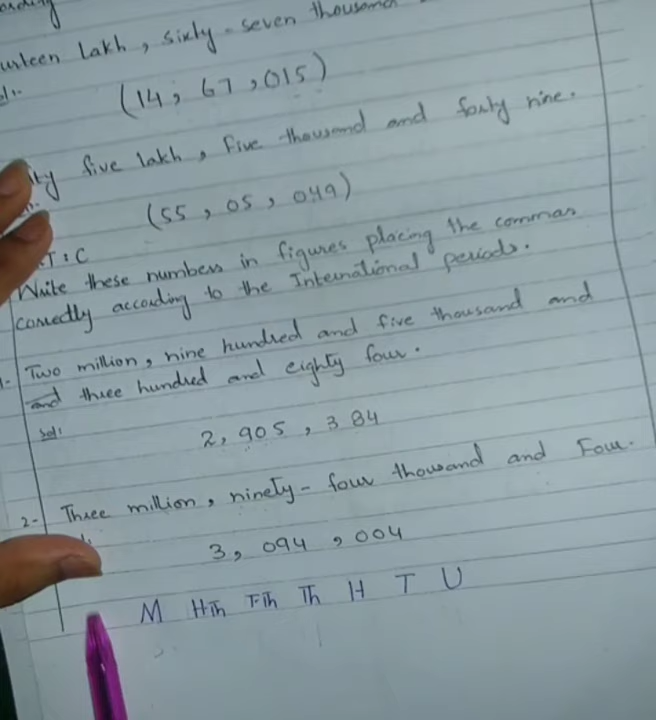 lakh, sixty-seven thousand
(14, 67,015)
five lakh, five thousand and forty nine.
(55, 05, 049)
T: C
Write these numbers in figures placing the commas
correctly according to the International periods.
1- Two million, nine hundred and five thousand and
and three hundred and eighty four.
Sol:
2, 905, 384
2- Three million, ninety-four thousand and Four.
3, 094, 004
M HTh TTh Th H T U